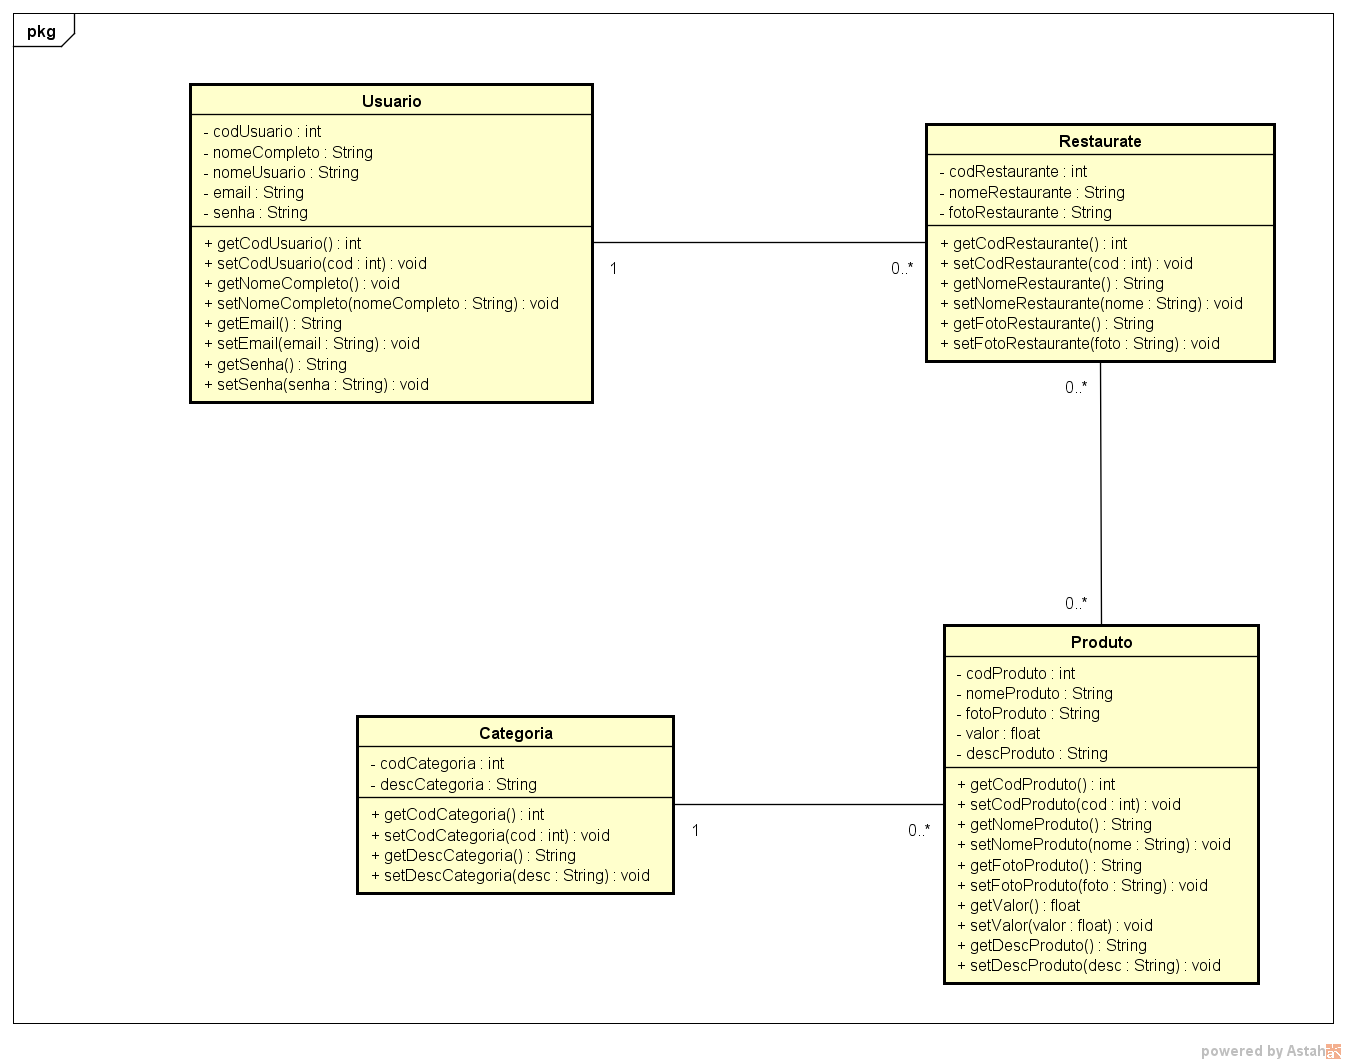 pkg
Usuario
- codUsuario : int
- nomeCompleto : String
- nomeUsuario : String
- email : String
- senha : String
+ getCodUsuario() : int
+ setCodUsuario(cod : int) : void
+ getNomeCompleto() : void
+ setNomeCompleto(nomeCompleto : String) : void
+ getEmail() : String
+ setEmail(email : String) : void
+ getSenha() : String
+ setSenha(senha : String) : void
1
0..*
Restaurate
- codRestaurante : int
- nomeRestaurante : String
- fotoRestaurante : String
+ getCodRestaurante() : int
+ setCodRestaurante(cod : int) : void
+ getNomeRestaurante() : String
+ setNomeRestaurante(nome : String) : void
+ getFotoRestaurante() : String
+ setFotoRestaurante(foto : String) : void
0..*
0..*
Categoria
- codCategoria : int
- descCategoria : String
+ getCodCategoria() : int
+ setCodCategoria(cod : int) : void
+ getDescCategoria() : String
+ setDescCategoria(desc : String) : void
1
0..*
Produto
- codProduto : int
- nomeProduto : String
- fotoProduto : String
- valor : float
- descProduto : String
+ getCodProduto() : int
+ setCodProduto(cod : int) : void
+ getNomeProduto() : String
+ setNomeProduto(nome : String) : void
+ getFotoProduto() : String
+ setFotoProduto(foto : String) : void
+ getValor() : float
+ setValor(valor : float) : void
+ getDescProduto() : String
+ setDescProduto(desc : String) : void
powered by Astah